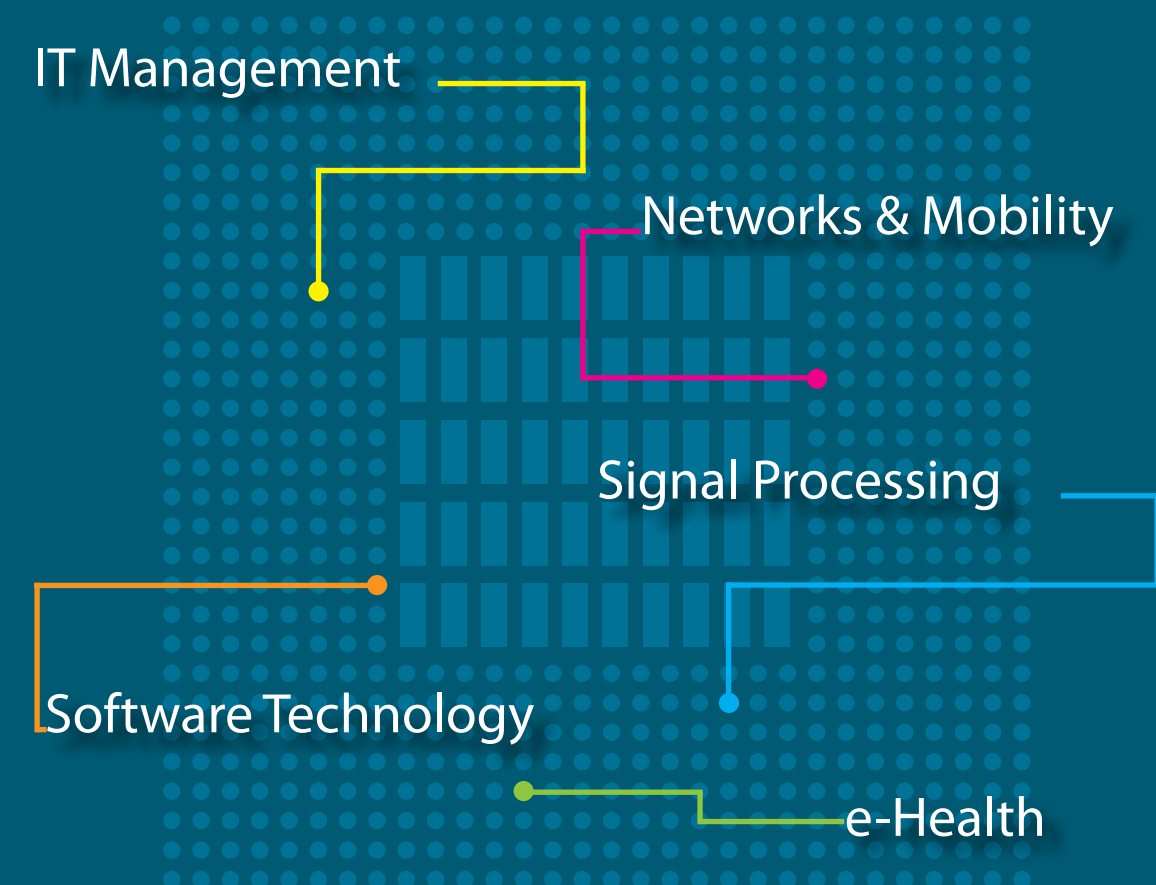 IT Management
Networks & Mobility
Signal Processing
Software Technology
e-Health